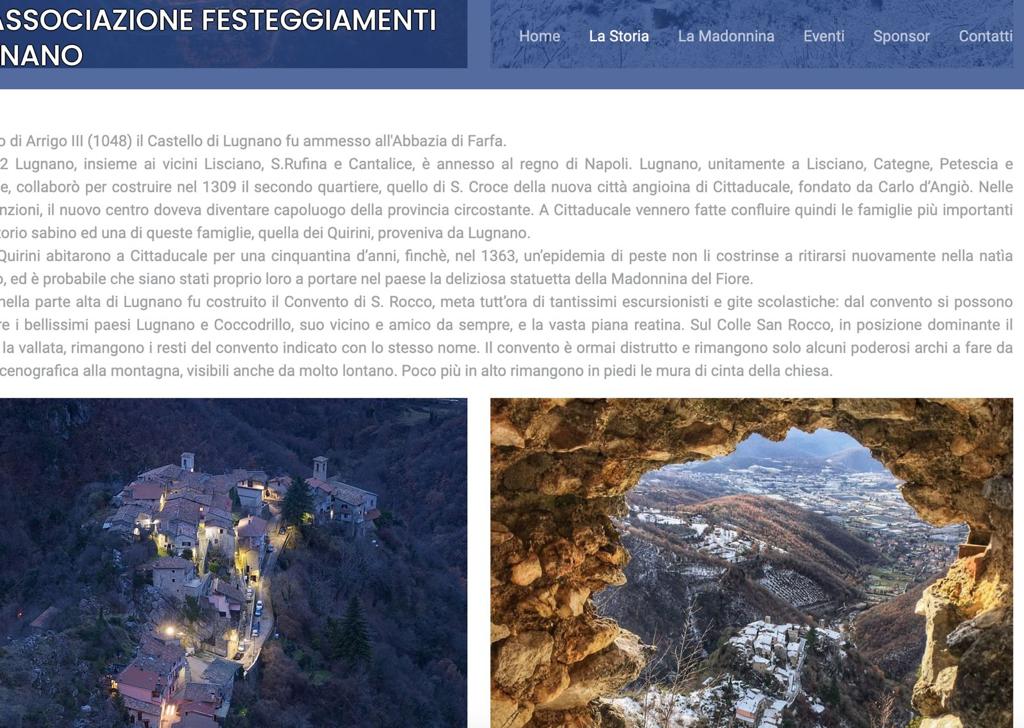 ASSOCIAZIONE FESTEGGIAMENTI
GNANO
Home La Storia La Madonnina Eventi Sponsor Contatti
o di Arrigo III (1048) il Castello di Lugnano fu ammesso all'Abbazia di Farfa.
2 Lugnano, insieme ai vicini Lisciano, S.Rufina e Cantalice, è annesso al regno di Napoli. Lugnano, unitamente a Lisciano, Categne, Petescia e
e, collaborò per costruire nel 1309 il secondo quartiere, quello di S. Croce della nuova città angioina di Cittaducale, fondato da Carlo d'Angiò. Nelle
nzioni, il nuovo centro doveva diventare capoluogo della provincia circostante. A Cittaducale vennero fatte confluire quindi le famiglie più importanti
torio sabino ed una di queste famiglie, quella dei Quirini, proveniva da Lugnano.
Quirini abitarono a Cittaducale per una cinquantina d'anni, finchè, nel 1363, un'epidemia di peste non li costrinse a ritirarsi nuovamente nella natìa
o, ed è probabile che siano stati proprio loro a portare nel paese la deliziosa statuetta della Madonnina del Fiore.
nella parte alta di Lugnano fu costruito il Convento di S. Rocco, meta tutt'ora di tantissimi escursionisti e gite scolastiche: dal convento si possono
re i bellissimi paesi Lugnano e Coccodrillo, suo vicino e amico da sempre, e la vasta piana reatina. Sul Colle San Rocco, in posizione dominante il
la vallata, rimangono i resti del convento indicato con lo stesso nome. Il convento è ormai distrutto e rimangono solo alcuni poderosi archi a fare da
cenografica alla montagna, visibili anche da molto lontano. Poco più in alto rimangono in piedi le mura di cinta della chiesa.